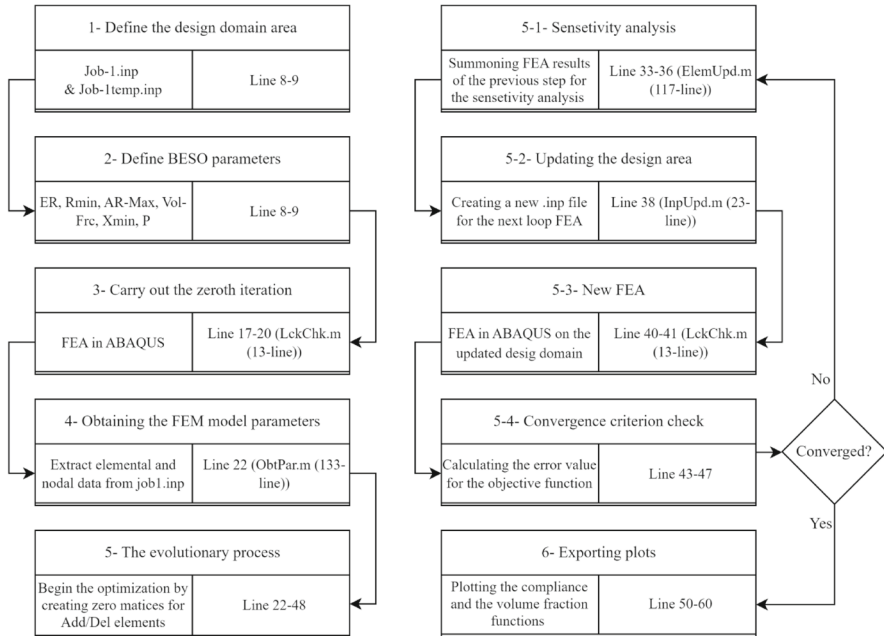 1- Define the design domain area
Job-1.inp
& Job-1temp.inp
Line 8-9
2- Define BESO parameters
ER, Rmin, AR-Max, Vol-
Frc, Xmin, P
Line 8-9
3- Carry out the zeroth iteration
FEA in ABAQUS
Line 17-20 (LckChk.m
(13-line))
4- Obtaining the FEM model parameters
Extract elemental and
nodal data from job1.inp
Line 22 (ObtPar.m (133-
line))
5- The evolutionary process
Begin the optimization by
creating zero matices for
Add/Del elements
Line 22-48
5-1- Sensetivity analysis
Summoning FEA results
of the previous step for
the sensetivity analysis
Line 33-36 (ElemUpd.m
(117-line))
5-2- Updating the design area
Creating a new .inp file
for the next loop FEA
Line 38 (InpUpd.m (23-
line))
5-3- New FEA
FEA in ABAQUS on the
updated desig domain
Line 40-41 (LckChk.m
(13-line))
5-4- Convergence criterion check
Calculating the error value
for the objective function
Line 43-47
No
Converged?
Yes
6- Exporting plots
Plotting the compliance
and the volume fraction
functions
Line 50-60